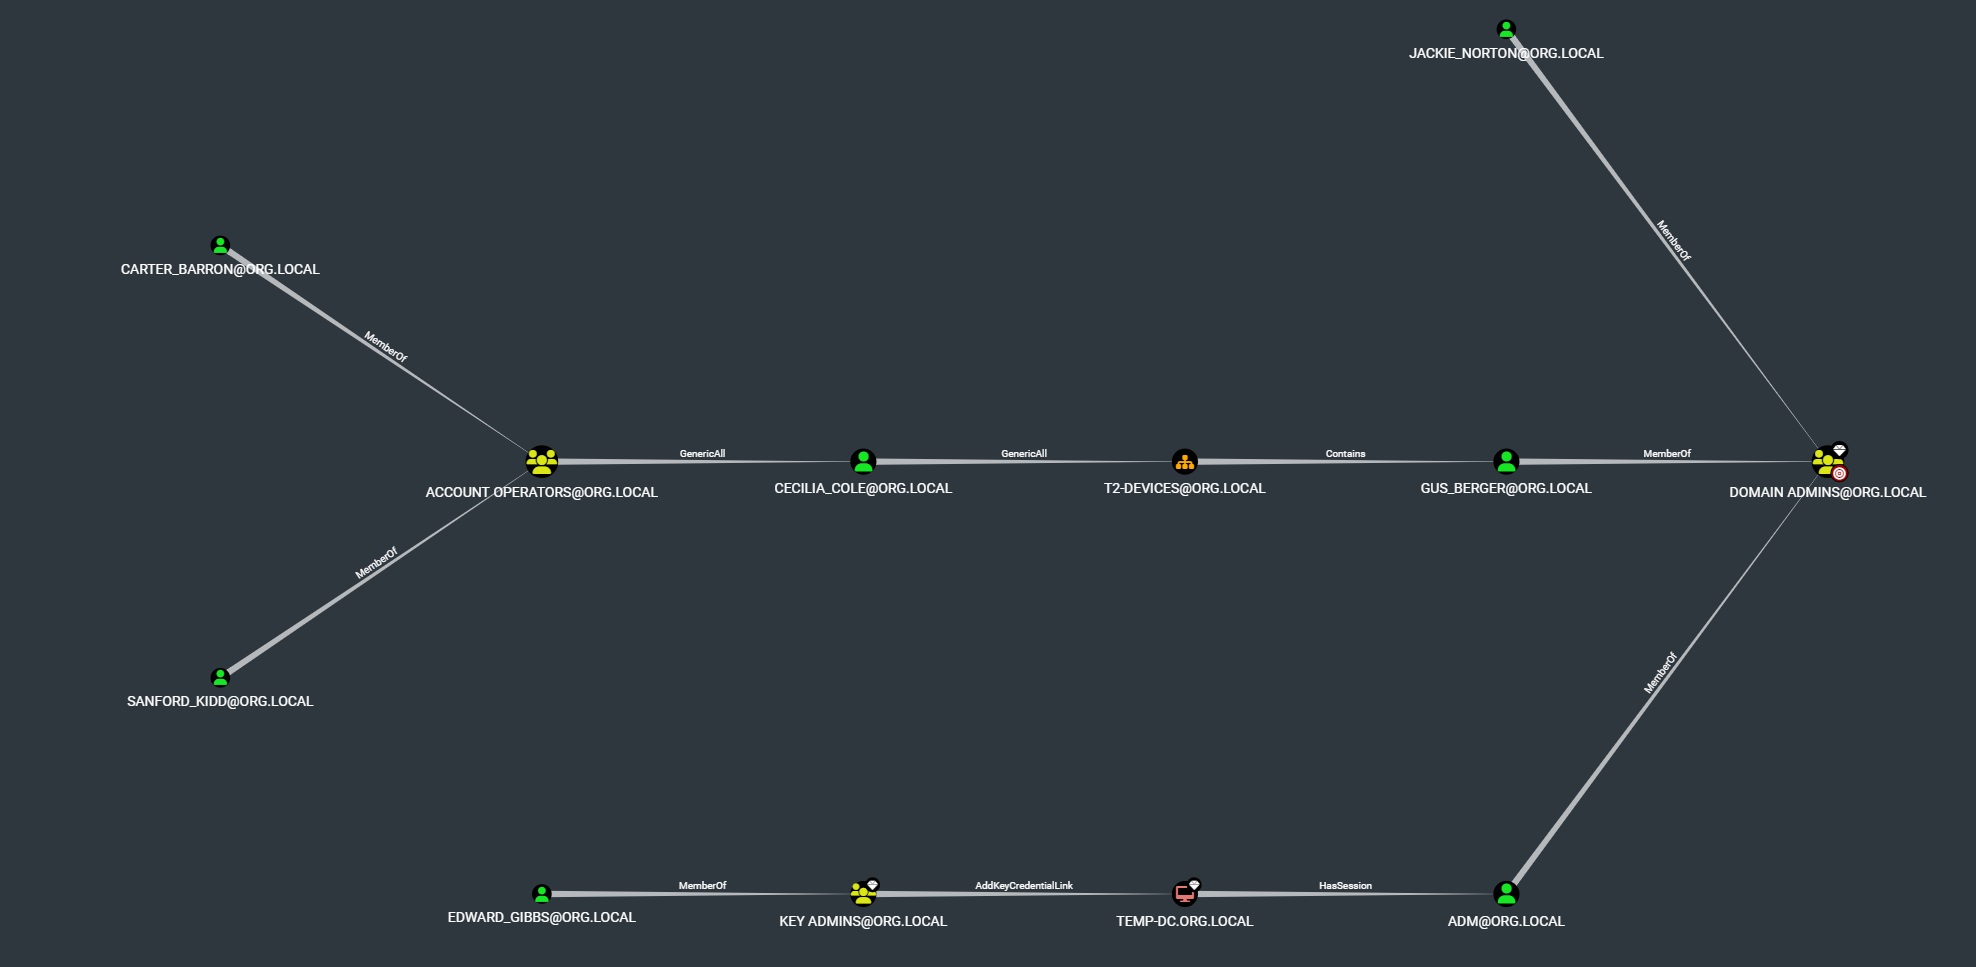 JACKIE_NORTON@ORG.LOCAL
MemberOf
CARTER_BARRON@ORG.LOCAL
MemberOf
GenericAll
GenericAll
Contains
MemberOf
ACCOUNT OPERATORS@ORG.LOCAL
CECILIA_COLE@ORG.LOCAL
T2-DEVICES@ORG.LOCAL
GUS_BERGER@ORG.LOCAL
DOMAIN ADMINS@ORG.LOCAL
MemberOf
SANFORD_KIDD@ORG.LOCAL
MemberOf
MemberOf
AddKeyCredentialLink
HasSession
EDWARD_GIBBS@ORG.LOCAL
KEY ADMINS@ORG.LOCAL
TEMP-DC.ORG.LOCAL
ADM@ORG.LOCAL